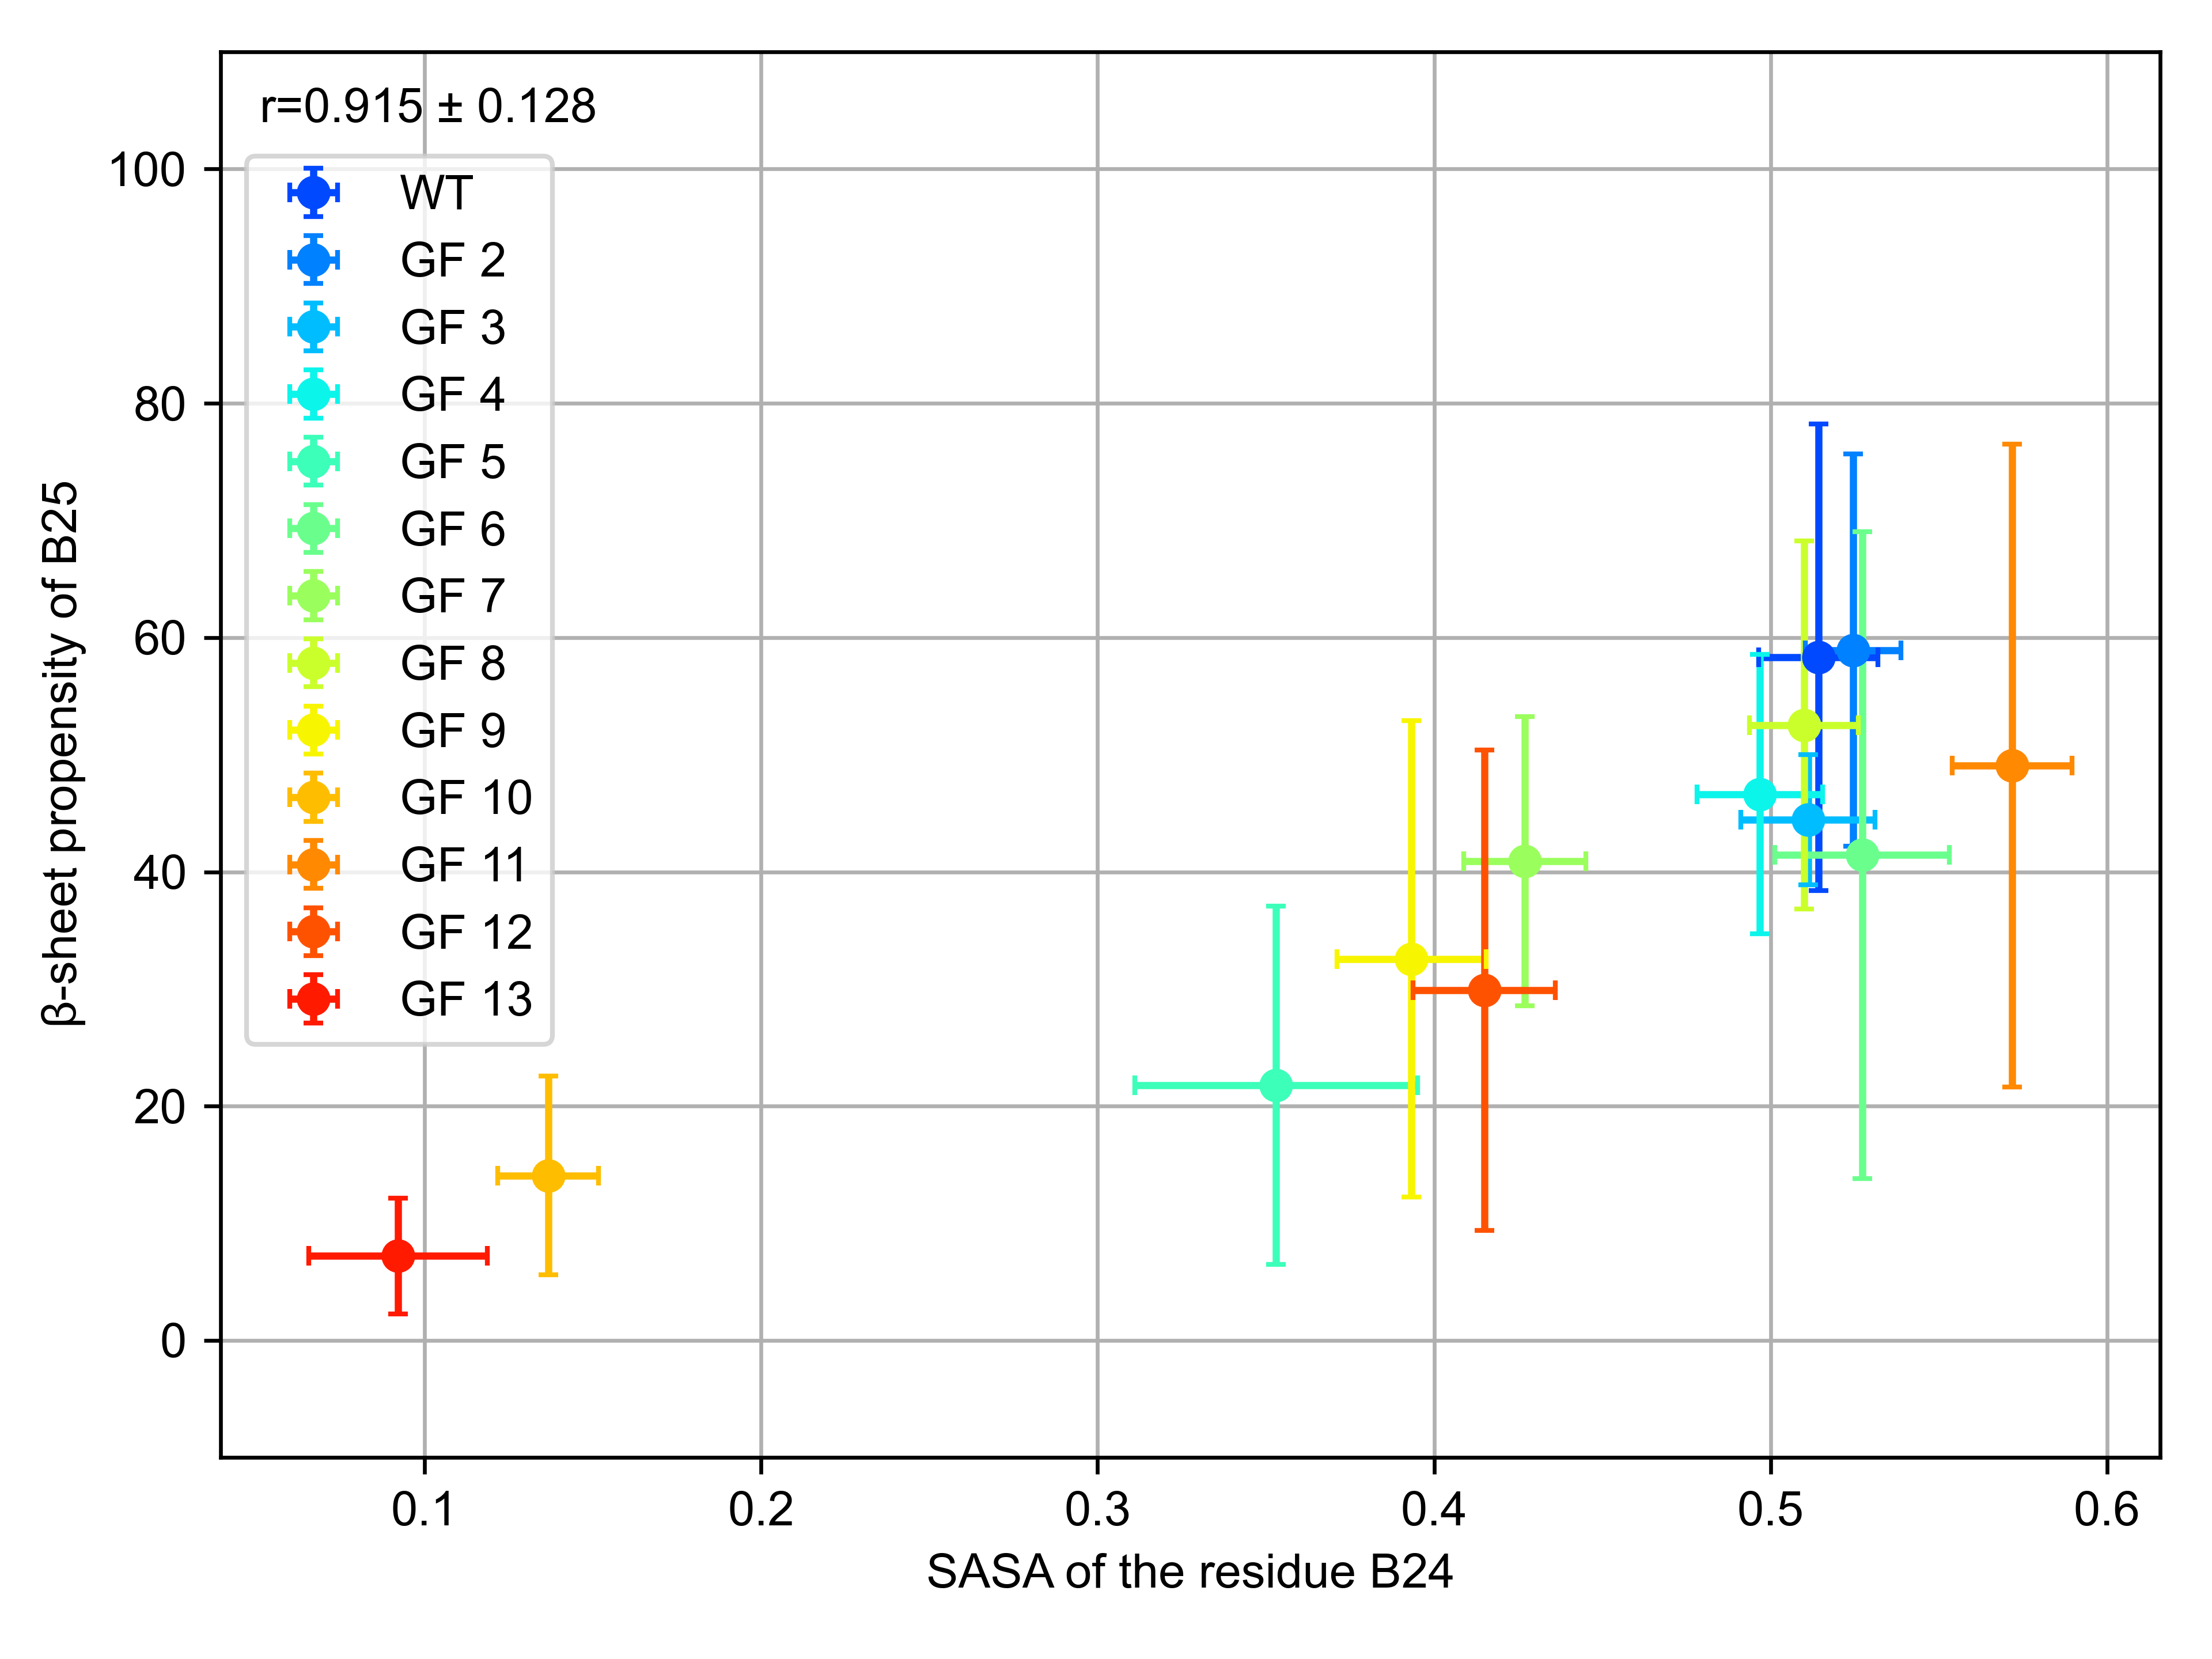 r=0.915 ± 0.128
WT
GF 2
GF 3
GF 4
GF 5
GF 6
GF 7
GF 8
GF 9
GF 10
GF 11
GF 12
GF 13
100
80
60
40
20
0
β-sheet propensity of B25
0.1 0.2 0.3 0.4 0.5 0.6
SASA of the residue B24